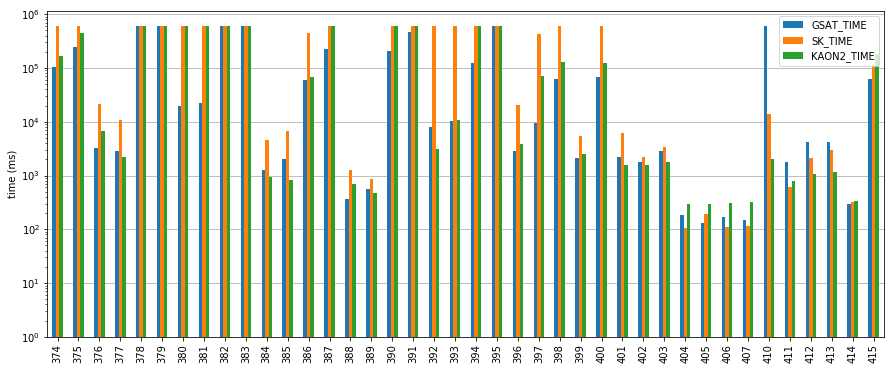 GSAT_TIME
SK_TIME
KAON2_TIME
time (ms)
10⁶
10⁵
10⁴
10³
10²
10¹
10⁰
374 375 376 377 378 379 380 381 382 383 384 385 386 387 388 389 390 391 392 393 394 395 396 397 398 399 400 401 402 403 404 405 406 407 410 411 412 413 414 415